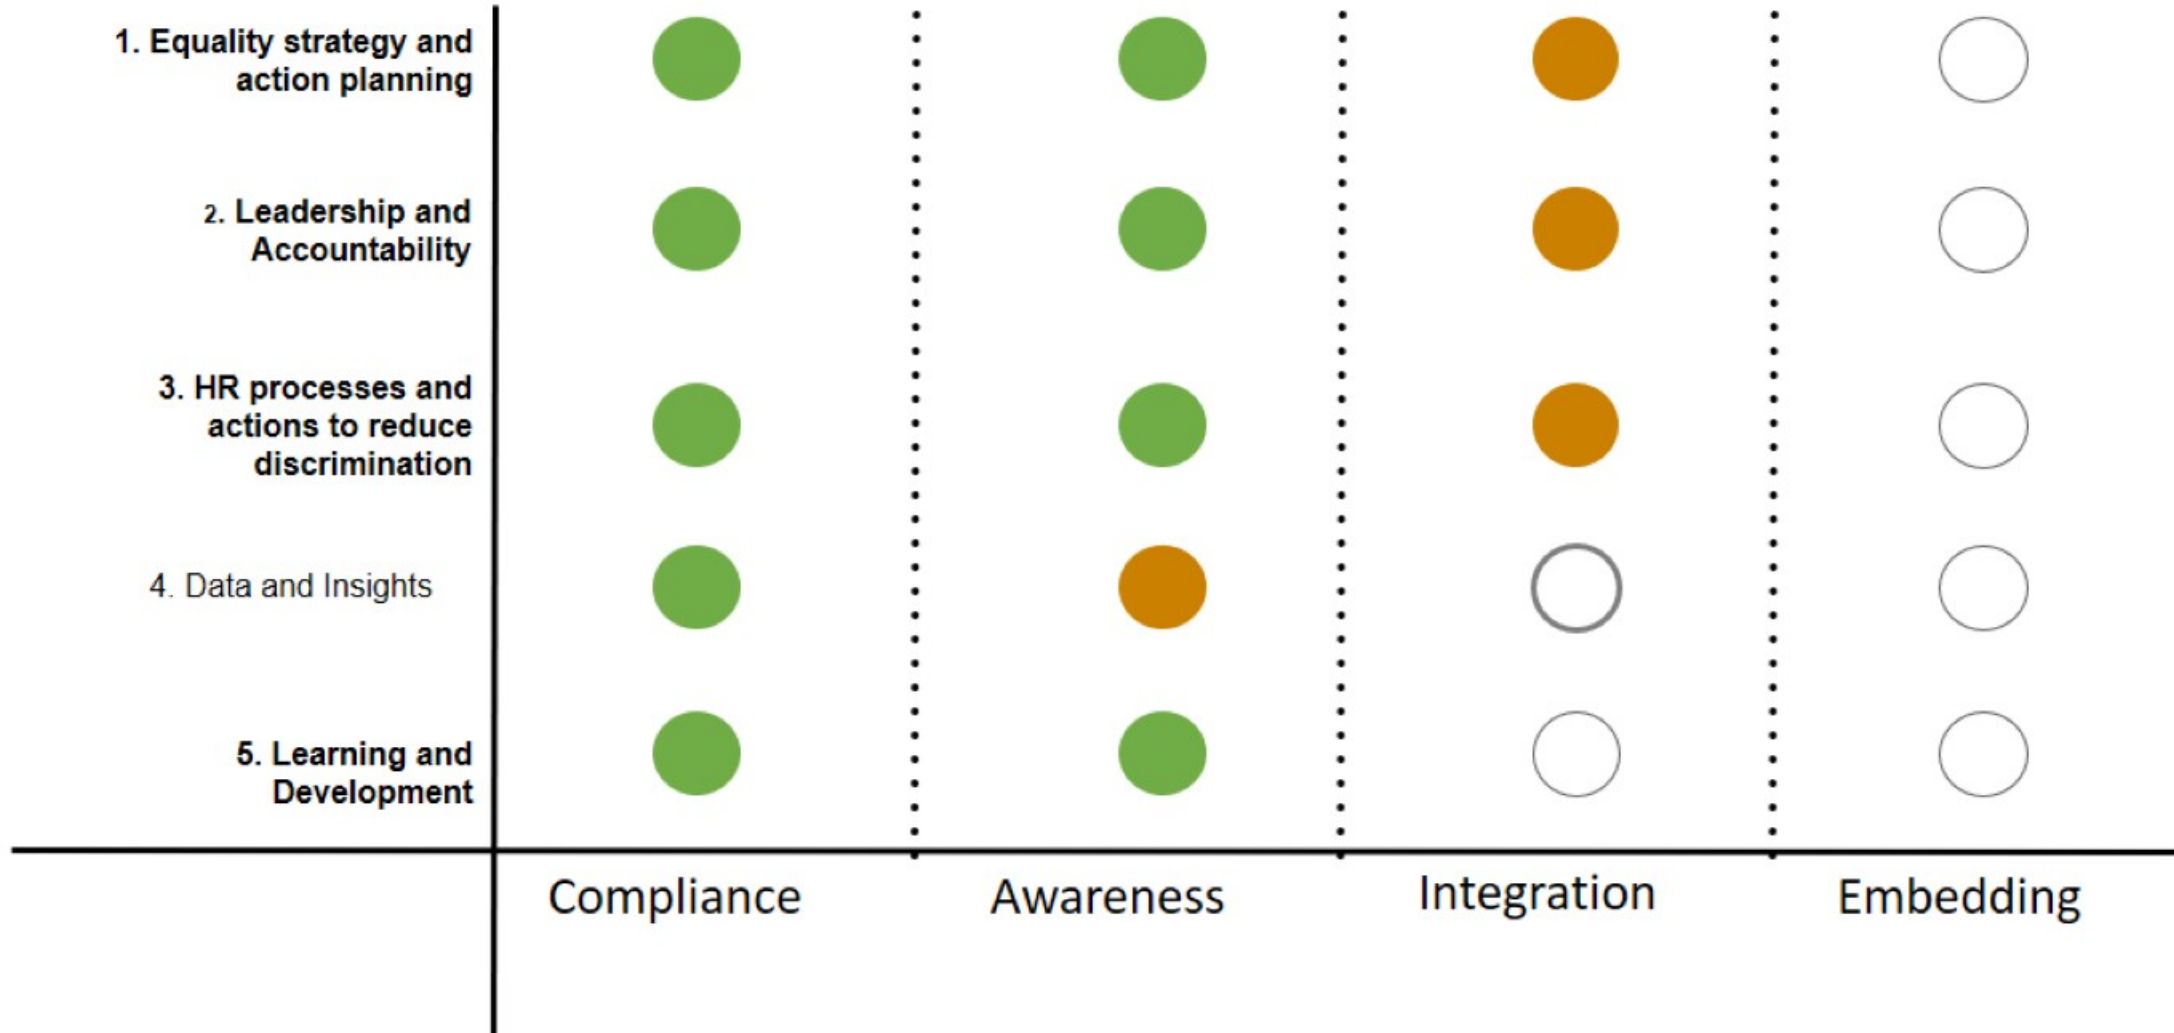 1. Equality strategy and
action planning
2. Leadership and
Accountability
3. HR processes and
actions to reduce
discrimination
4. Data and Insights
5. Learning and
Development
Compliance
Awareness
Integration
Embedding